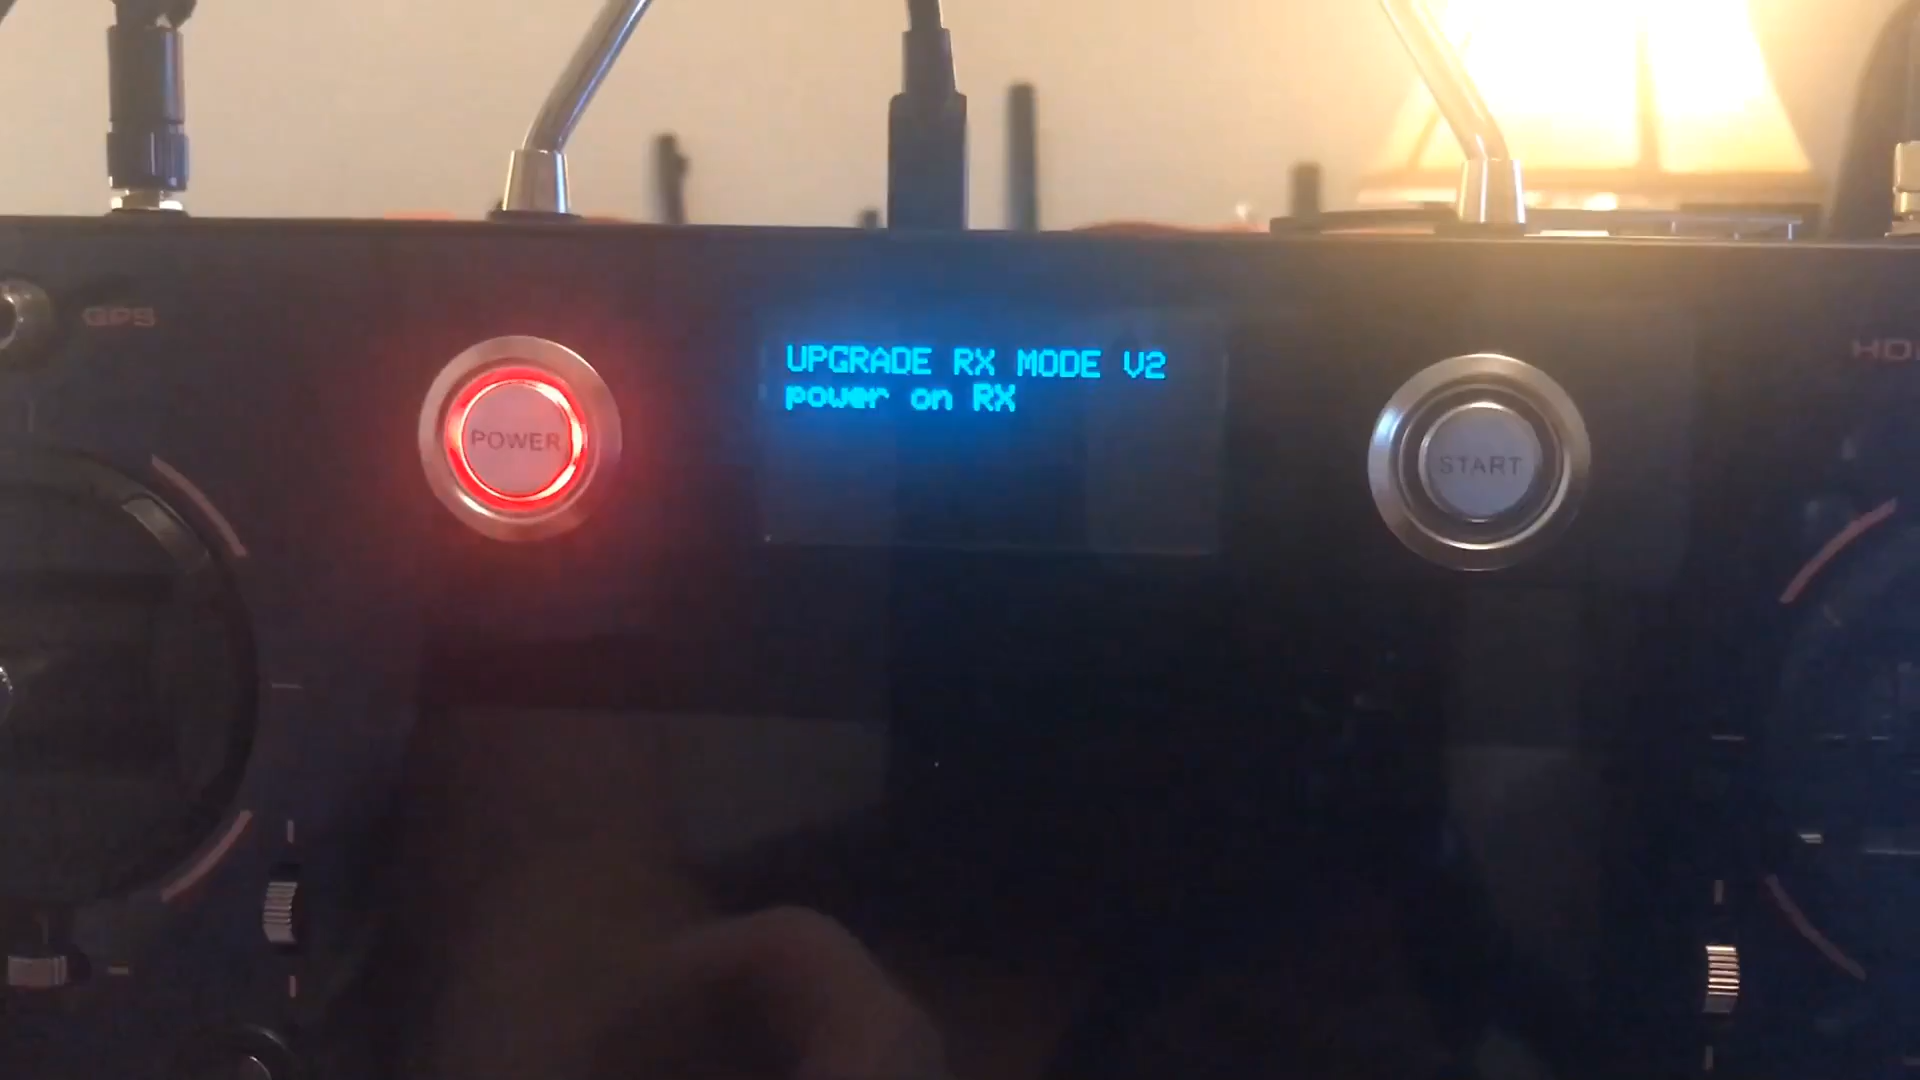 GPS
UPGRADE RX MODE V2
power on RX
POWER
START